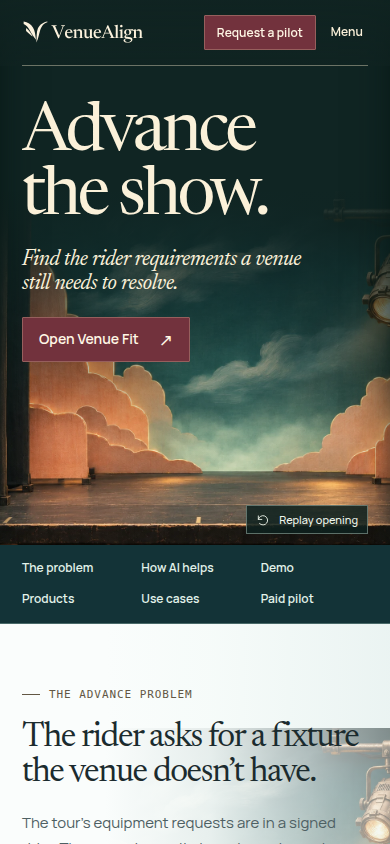 VenueAlign
Request a pilot
Menu
Advance
the show.
Find the rider requirements a venue
still needs to resolve.
Open Venue Fit ↗
Replay opening
The problem
How AI helps
Demo
Products
Use cases
Paid pilot
THE ADVANCE PROBLEM
The rider asks for a fixture
the venue doesn’t have.
The tour’s equipment requests are in a signed